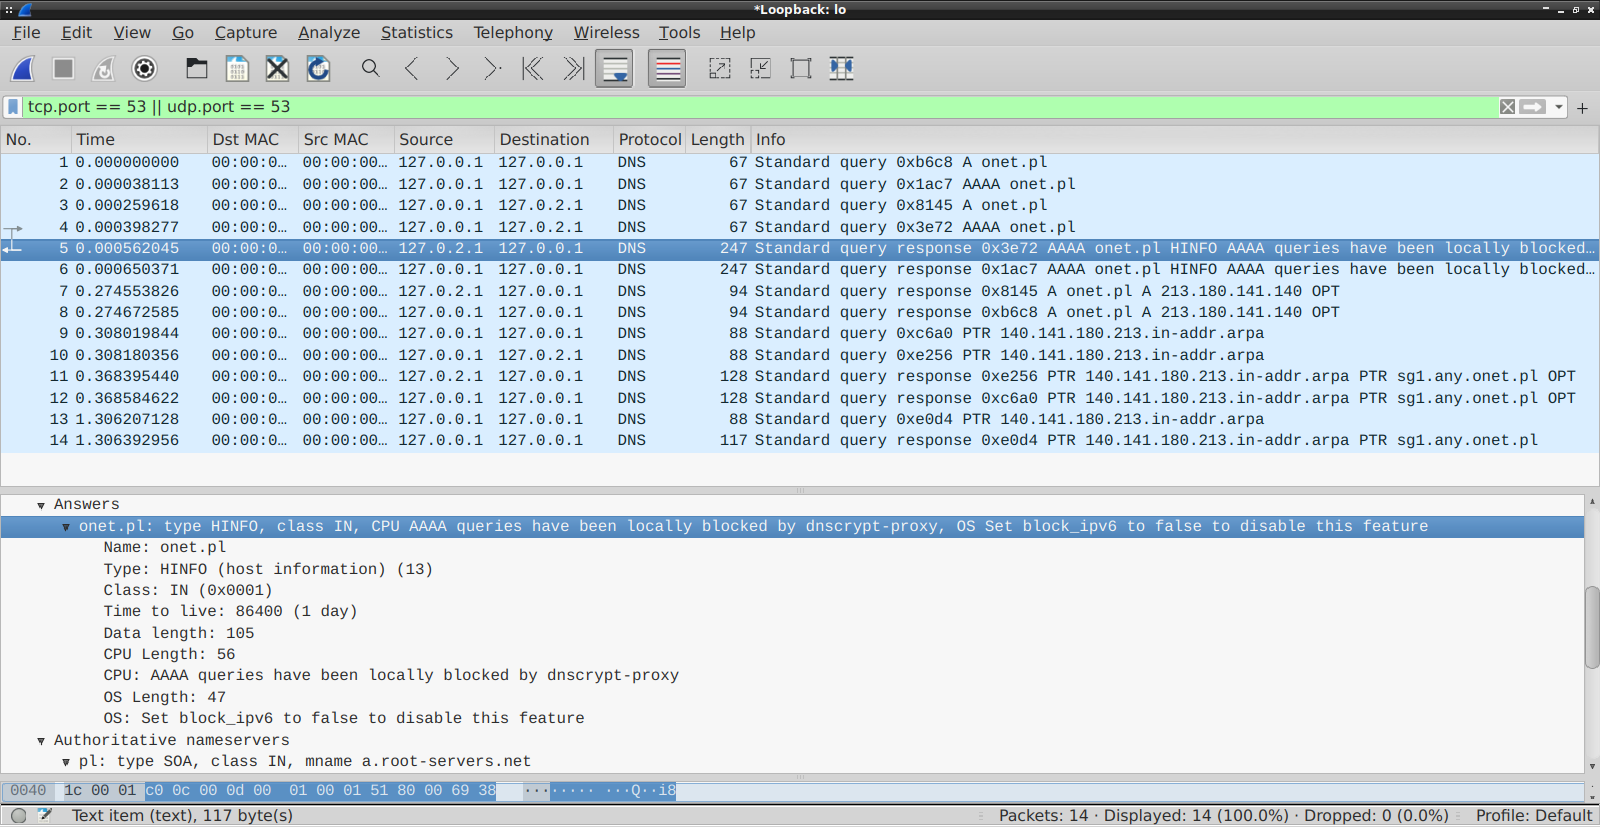 *Loopback: lo
File Edit View Go Capture Analyze Statistics Telephony Wireless Tools Help
tcp.port == 53 || udp.port == 53
No. Time Dst MAC Src MAC Source Destination Protocol Length Info
1 0.000000000 00:00:0… 00:00:00… 127.0.0.1 127.0.0.1 DNS 67 Standard query 0xb6c8 A onet.pl
2 0.000038113 00:00:0… 00:00:00… 127.0.0.1 127.0.0.1 DNS 67 Standard query 0x1ac7 AAAA onet.pl
3 0.000259618 00:00:0… 00:00:00… 127.0.0.1 127.0.2.1 DNS 67 Standard query 0x8145 A onet.pl
4 0.000398277 00:00:0… 00:00:00… 127.0.0.1 127.0.2.1 DNS 67 Standard query 0x3e72 AAAA onet.pl
5 0.000562045 00:00:0… 00:00:00… 127.0.2.1 127.0.0.1 DNS 247 Standard query response 0x3e72 AAAA onet.pl HINFO AAAA queries have been locally blocked…
6 0.000650371 00:00:0… 00:00:00… 127.0.0.1 127.0.0.1 DNS 247 Standard query response 0x1ac7 AAAA onet.pl HINFO AAAA queries have been locally blocked…
7 0.274553826 00:00:0… 00:00:00… 127.0.2.1 127.0.0.1 DNS 94 Standard query response 0x8145 A onet.pl A 213.180.141.140 OPT
8 0.274672585 00:00:0… 00:00:00… 127.0.0.1 127.0.0.1 DNS 94 Standard query response 0xb6c8 A onet.pl A 213.180.141.140 OPT
9 0.308019844 00:00:0… 00:00:00… 127.0.0.1 127.0.0.1 DNS 88 Standard query 0xc6a0 PTR 140.141.180.213.in-addr.arpa
10 0.308180356 00:00:0… 00:00:00… 127.0.0.1 127.0.2.1 DNS 88 Standard query 0xe256 PTR 140.141.180.213.in-addr.arpa
11 0.368395440 00:00:0… 00:00:00… 127.0.2.1 127.0.0.1 DNS 128 Standard query response 0xe256 PTR 140.141.180.213.in-addr.arpa PTR sg1.any.onet.pl OPT
12 0.368584622 00:00:0… 00:00:00… 127.0.0.1 127.0.0.1 DNS 128 Standard query response 0xc6a0 PTR 140.141.180.213.in-addr.arpa PTR sg1.any.onet.pl OPT
13 1.306207128 00:00:0… 00:00:00… 127.0.0.1 127.0.0.1 DNS 88 Standard query 0xe0d4 PTR 140.141.180.213.in-addr.arpa
14 1.306392956 00:00:0… 00:00:00… 127.0.0.1 127.0.0.1 DNS 117 Standard query response 0xe0d4 PTR 140.141.180.213.in-addr.arpa PTR sg1.any.onet.pl
Answers
onet.pl: type HINFO, class IN, CPU AAAA queries have been locally blocked by dnscrypt-proxy, OS Set block_ipv6 to false to disable this feature
Name: onet.pl
Type: HINFO (host information) (13)
Class: IN (0x0001)
Time to live: 86400 (1 day)
Data length: 105
CPU Length: 56
CPU: AAAA queries have been locally blocked by dnscrypt-proxy
OS Length: 47
OS: Set block_ipv6 to false to disable this feature
Authoritative nameservers
pl: type SOA, class IN, mname a.root-servers.net
0040 1c 00 01 c0 0c 00 0d 00 01 00 01 51 80 00 69 38 ········ ···Q··i8
Text item (text), 117 byte(s) Packets: 14 · Displayed: 14 (100.0%) · Dropped: 0 (0.0%) Profile: Default